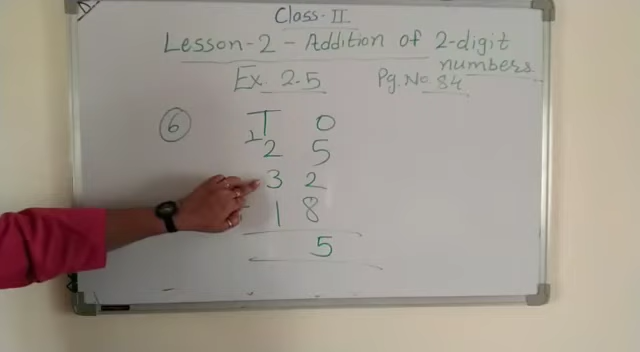 Class-II
Lesson-2 - Addition of 2-digit
numbers
Ex. 2.5 Pg.No. 84
6 T O
1
2 5
3 2
1 8
5